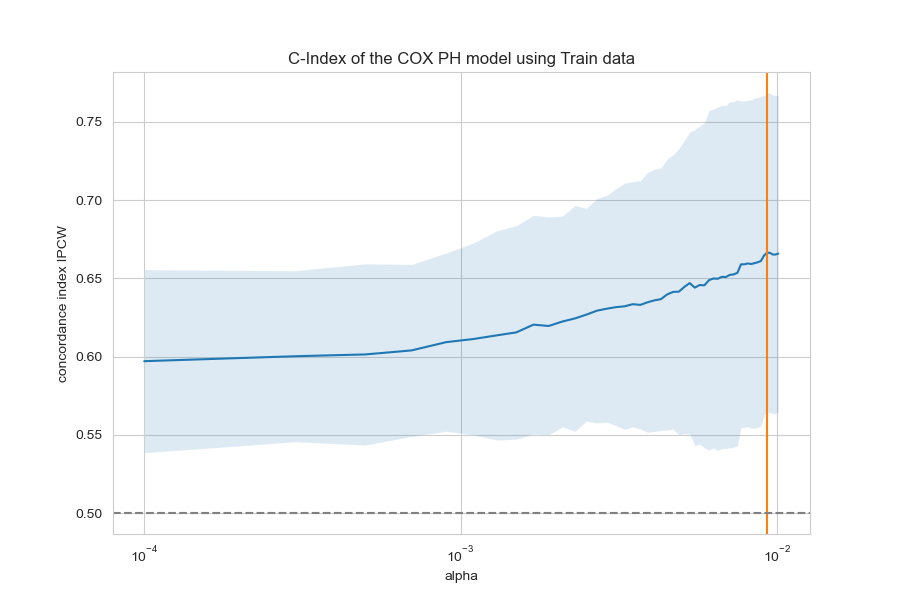 C-Index of the COX PH model using Train data
concordance index IPCW
0.75
0.70
0.65
0.60
0.55
0.50
10⁻⁴ 10⁻³ 10⁻²
alpha